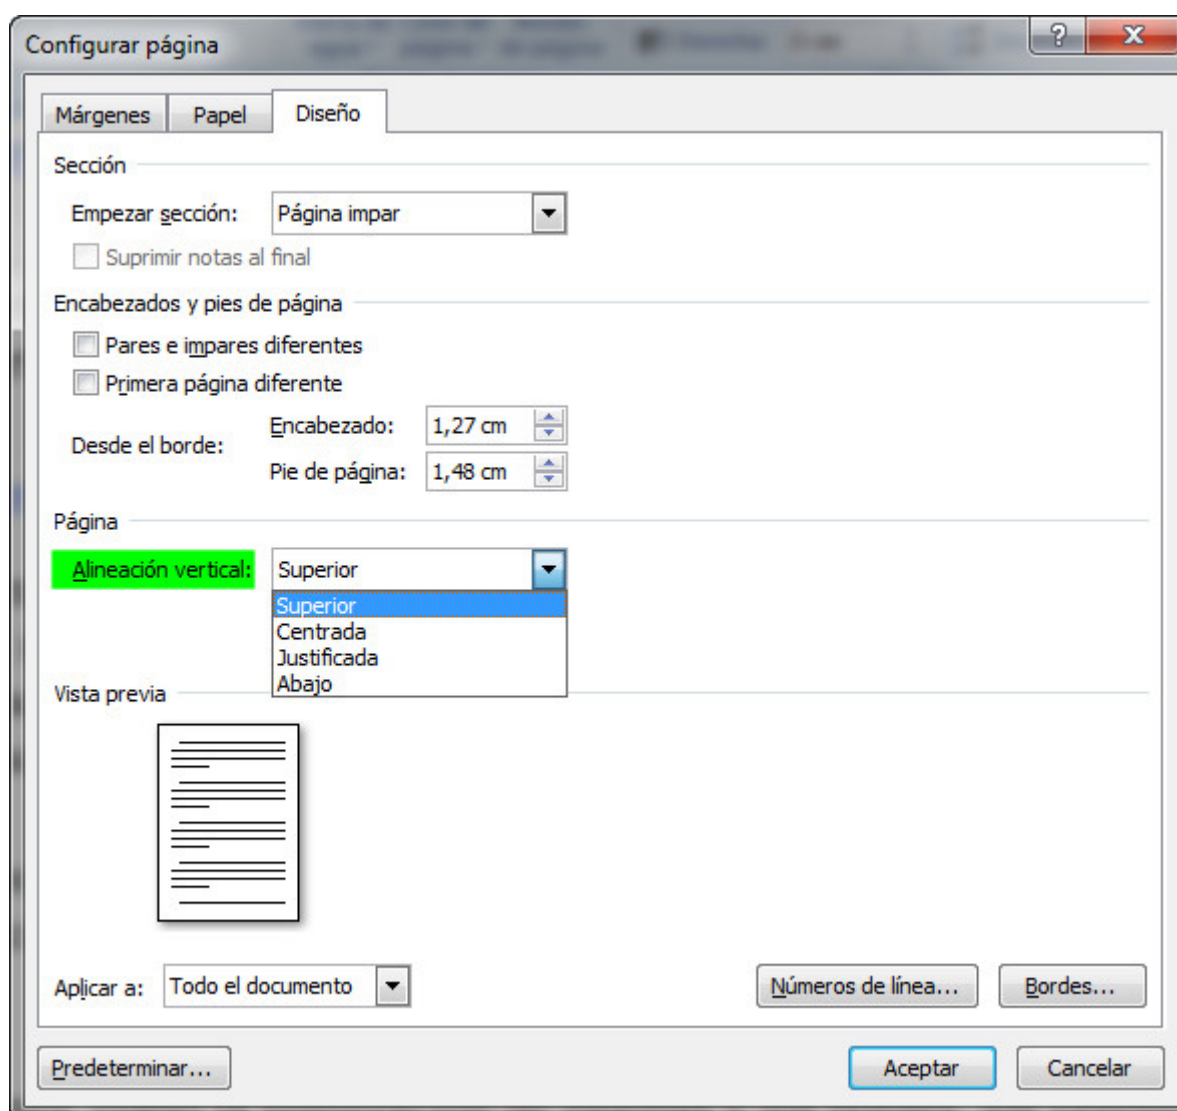 Configurar página
Márgenes Papel Diseño
Sección
Empezar sección: Página impar
Suprimir notas al final
Encabezados y pies de página
Pares e impares diferentes
Primera página diferente
Desde el borde:
Encabezado: 1,27 cm
Pie de página: 1,48 cm
Página
Alineación vertical: Superior
Superior
Centrada
Justificada
Abajo
Vista previa
Aplicar a: Todo el documento Números de línea... Bordes...
Predeterminar... Aceptar Cancelar